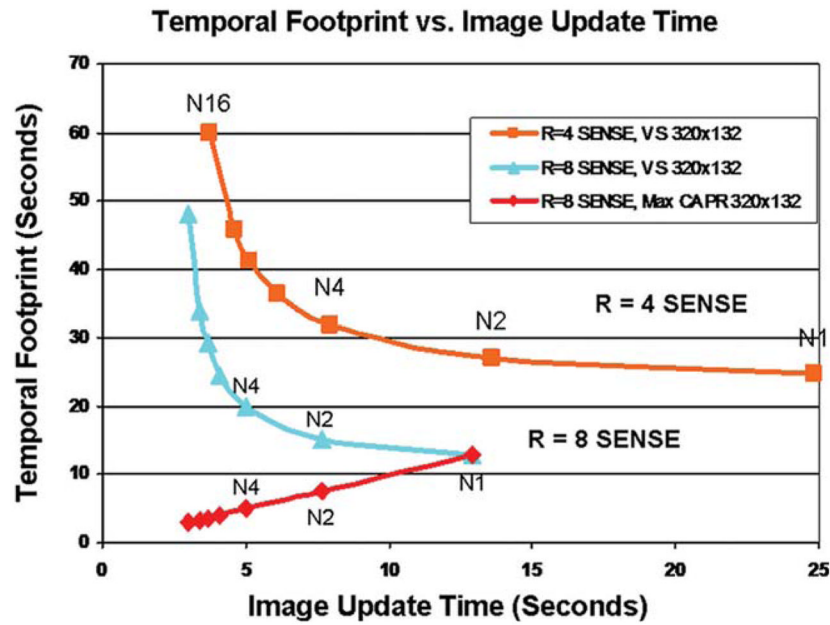 Temporal Footprint vs. Image Update Time
Temporal Footprint (Seconds)
70
60
50
40
30
20
10
0
N16
R=4 SENSE, VS 320x132
R=8 SENSE, VS 320x132
R=8 SENSE, Max CAPR 320x132
N4
N2
R = 4 SENSE
N1
N4
N2
R = 8 SENSE
N4
N2
N1
0
5
10
15
20
25
Image Update Time (Seconds)